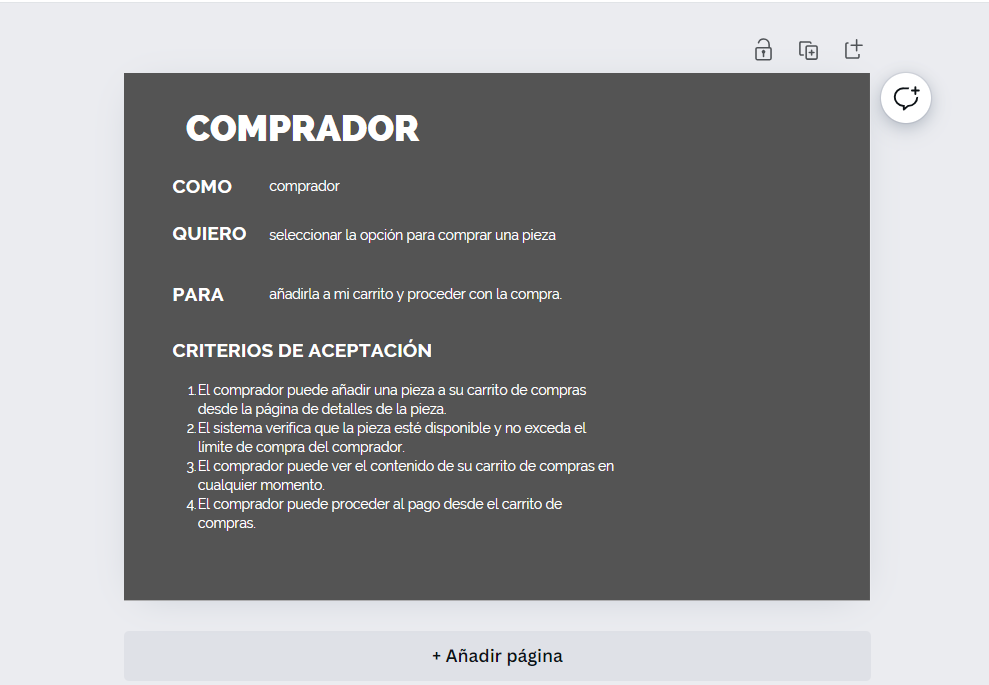 COMPRADOR
COMO comprador
QUIERO seleccionar la opción para comprar una pieza
PARA añadirla a mi carrito y proceder con la compra.
CRITERIOS DE ACEPTACIÓN
1. El comprador puede añadir una pieza a su carrito de compras
desde la página de detalles de la pieza.
2. El sistema verifica que la pieza esté disponible y no exceda el
límite de compra del comprador.
3. El comprador puede ver el contenido de su carrito de compras en
cualquier momento.
4. El comprador puede proceder al pago desde el carrito de
compras.
+ Añadir página